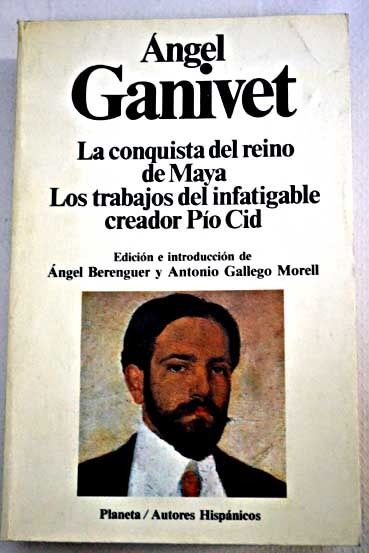 Ángel
Ganivet
La conquista del reino
de Maya
Los trabajos del infatigable
creador Pío Cid
Edición e introducción de
Ángel Berenguer y Antonio Gallego Morell
Planeta / Autores Hispánicos